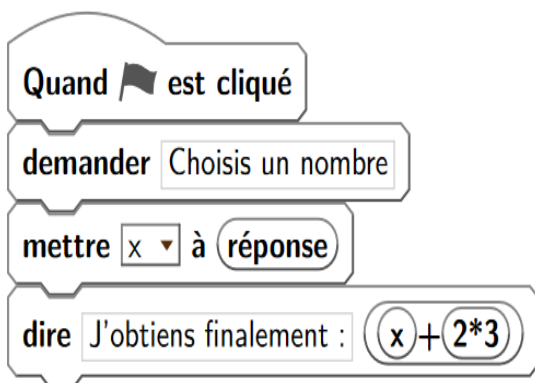 Quand est cliqué
demander Choisis un nombre
mettre x à réponse
dire J'obtiens finalement : x+2*3